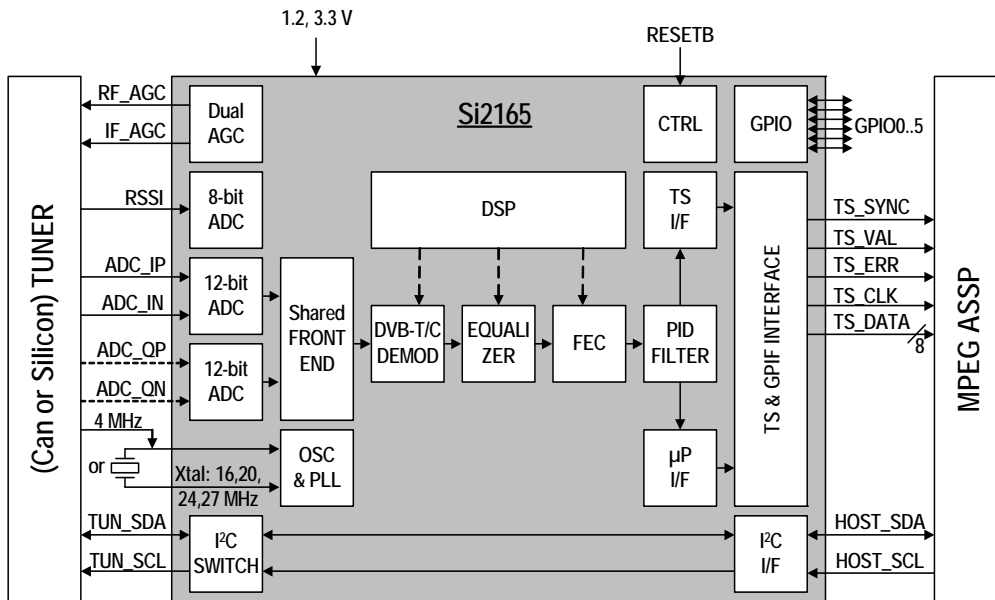 1.2, 3.3 V
RESETB
(Can or Silicon) TUNER
RF_AGC
IF_AGC
RSSI
ADC_IP
ADC_IN
ADC_QP
ADC_QN
4 MHz
or
Xtal: 16,20,
24,27 MHz
TUN_SDA
TUN_SCL
Dual
AGC
8-bit
ADC
12-bit
ADC
12-bit
ADC
Shared
FRONT
END
OSC
& PLL
I²C
SWITCH
Si2165
DSP
DVB-T/C
DEMOD
EQUALI
ZER
FEC
PID
FILTER
CTRL
GPIO
TS
I/F
µP
I/F
TS & GPIF INTERFACE
I²C
I/F
GPIO0..5
TS_SYNC
TS_VAL
TS_ERR
TS_CLK
TS_DATA
8
HOST_SDA
HOST_SCL
MPEG ASSP